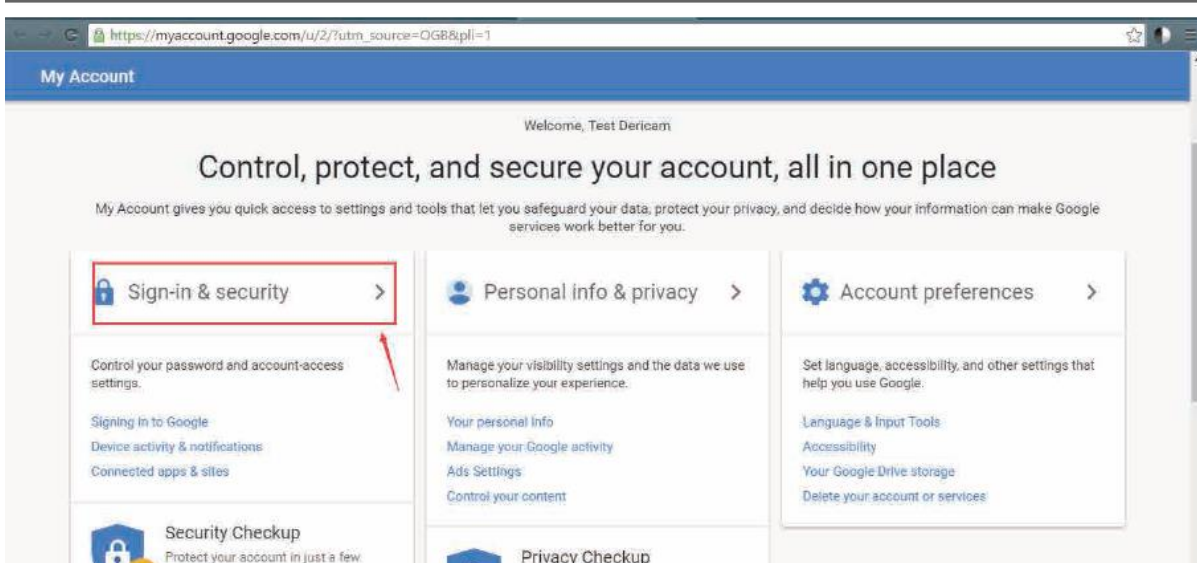 https://myaccount.google.com/u/2/?utm_source=OGB&pli=1
My Account
Welcome, Test Dericam
Control, protect, and secure your account, all in one place
My Account gives you quick access to settings and tools that let you safeguard your data, protect your privacy, and decide how your information can make Google
services work better for you.
Sign-in & security
Control your password and account-access
settings.
Signing in to Google
Device activity & notifications
Connected apps & sites
Security Checkup
Protect your account in just a few
Personal info & privacy
Manage your visibility settings and the data we use
to personalize your experience.
Your personal info
Manage your Google activity
Ads Settings
Control your content
Privacy Checkup
Account preferences
Set language, accessibility, and other settings that
help you use Google.
Language & Input Tools
Accessibility
Your Google Drive storage
Delete your account or services